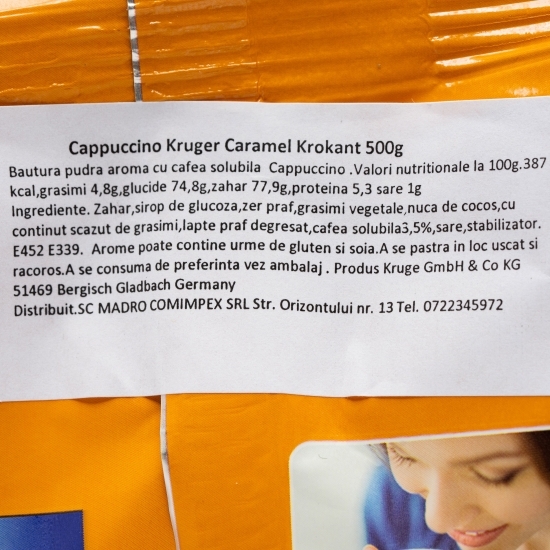 Cappuccino Kruger Caramel Krokant 500g
Bautura pudra aroma cu cafea solubila Cappuccino .Valori nutritionale la 100g.387
kcal,grasimi 4,8g,glucide 74,8g,zahar 77,9g,proteina 5,3 sare 1g
Ingrediente. Zahar,sirop de glucoza,zer praf,grasimi vegetale,nuca de cocos,cu
continut scazut de grasimi,lapte praf degresat,cafea solubila3,5%,sare,stabilizator.
E452 E339. Arome poate contine urme de gluten si soia.A se pastra in loc uscat si
racoros.A se consuma de preferinta vez ambalaj . Produs Kruge GmbH & Co KG
51469 Bergisch Gladbach Germany
Distribuit.SC MADRO COMIMPEX SRL Str. Orizontului nr. 13 Tel. 0722345972